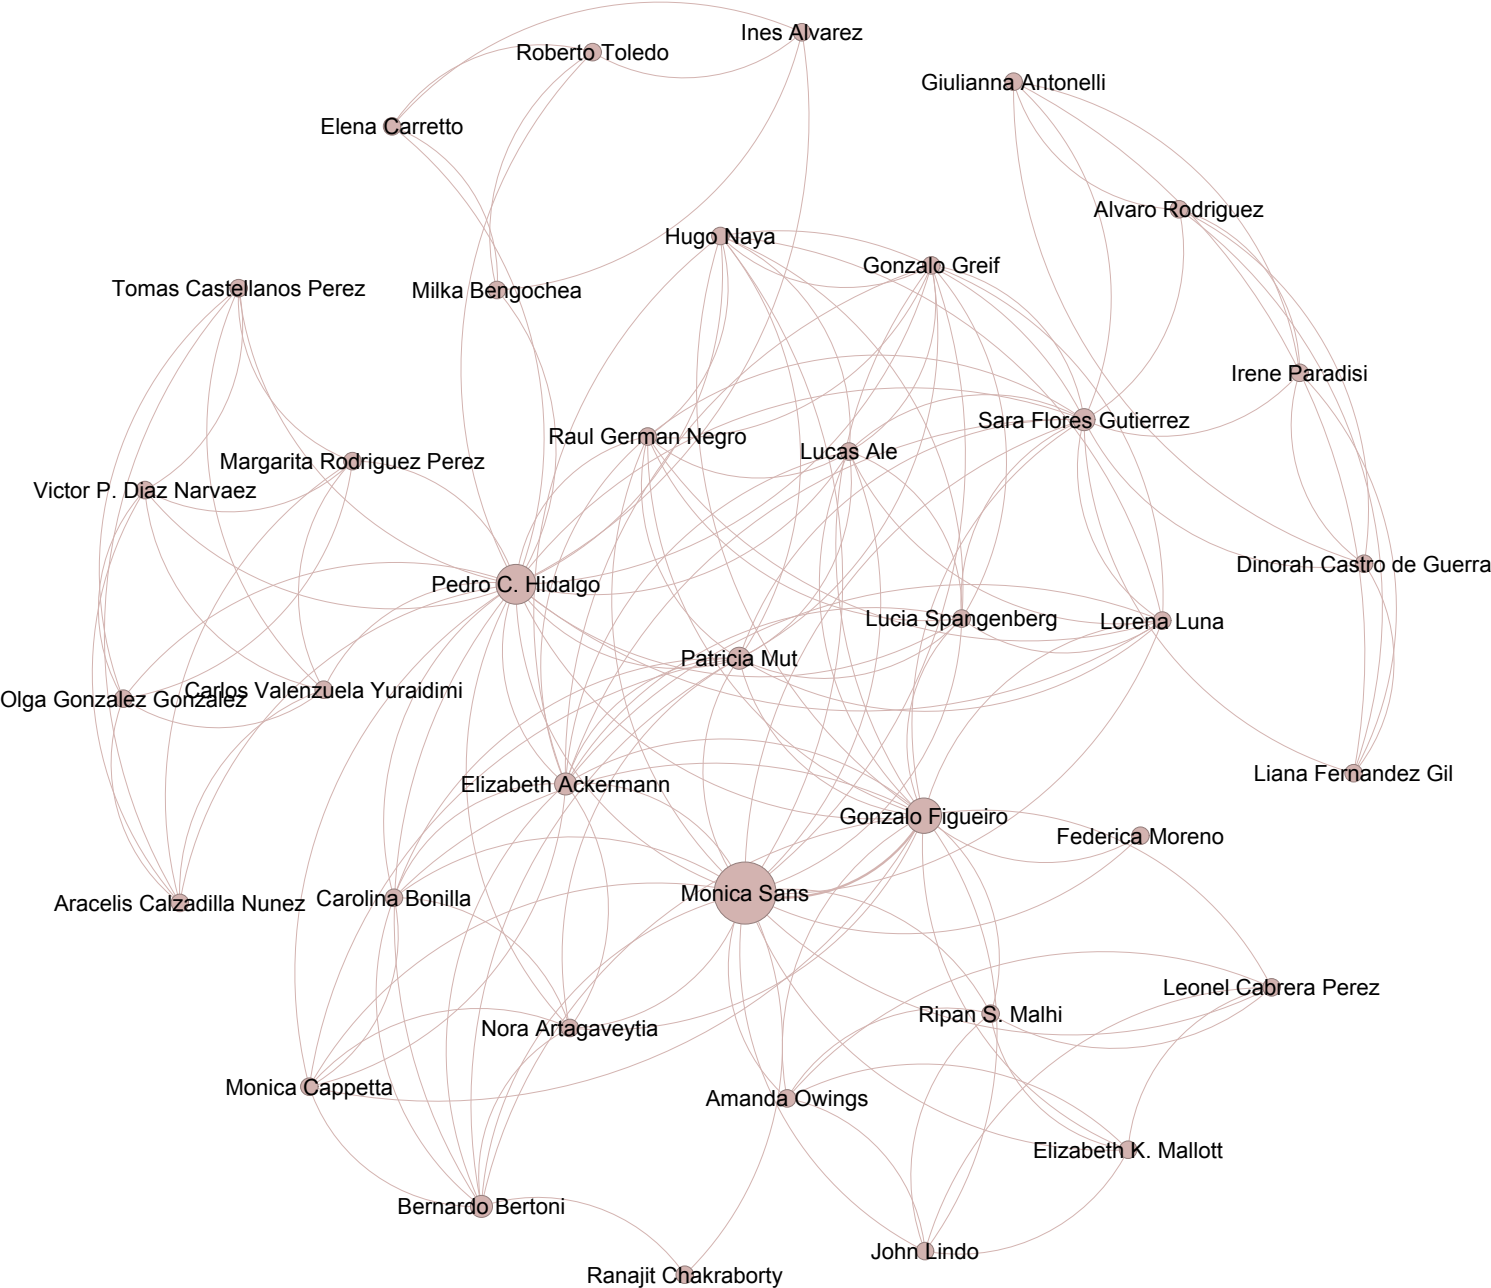 Ines Alvarez
Roberto Toledo
Giulianna Antonelli
Elena Carretto
Alvaro Rodriguez
Hugo Naya
Gonzalo Greif
Tomas Castellanos Perez
Milka Bengochea
Irene Paradisi
Sara Flores Gutierrez
Raul German Negro
Lucas Ale
Margarita Rodriguez Perez
Victor P. Diaz Narvaez
Dinorah Castro de Guerra
Pedro C. Hidalgo
Lucia Spangenberg
Lorena Luna
Patricia Mut
Carlos Valenzuela Yuraidimi
Olga Gonzalez Gonzalez
Liana Fernandez Gil
Elizabeth Ackermann
Gonzalo Figueiro
Federica Moreno
Monica Sans
Carolina Bonilla
Aracelis Calzadilla Nunez
Leonel Cabrera Perez
Ripan S. Malhi
Nora Artagaveytia
Monica Cappetta
Amanda Owings
Elizabeth K. Mallott
Bernardo Bertoni
John Lindo
Ranajit Chakraborty